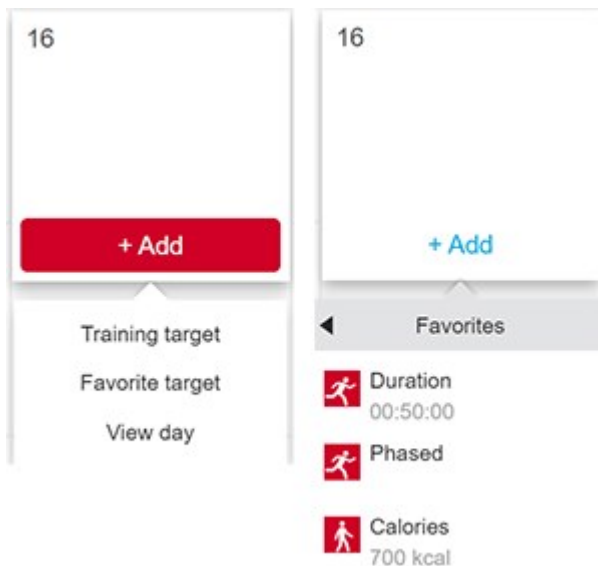 16
+ Add
Training target
Favorite target
View day
16
+ Add
Favorites
Duration
00:50:00
Phased
Calories
700 kcal